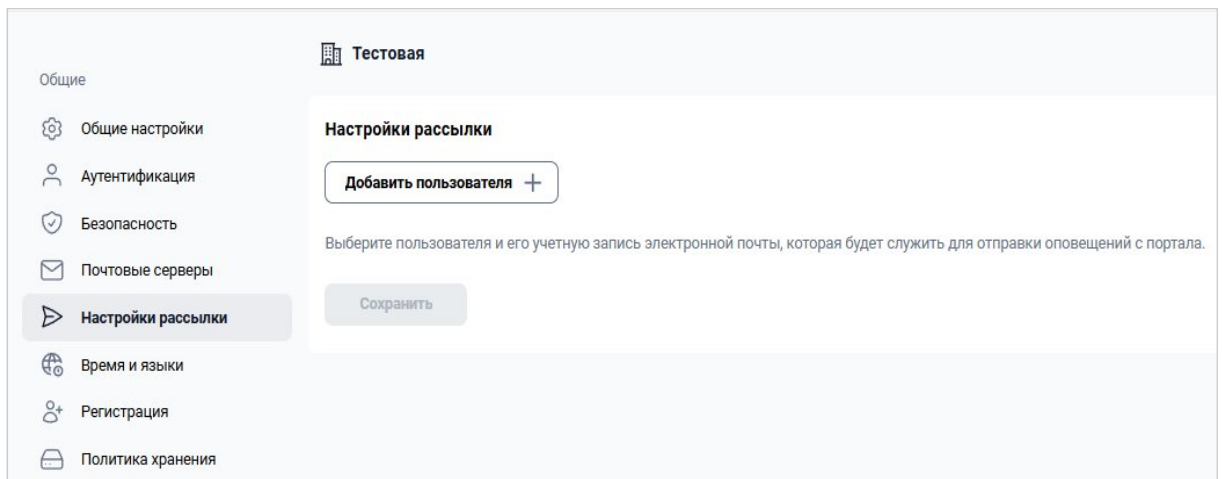 Общие
Общие настройки
Аутентификация
Безопасность
Почтовые серверы
Настройки рассылки
Время и языки
Регистрация
Политика хранения
Тестовая
Настройки рассылки
Добавить пользователя
Выберите пользователя и его учетную запись электронной почты, которая будет служить для отправки оповещений с портала.
Сохранить